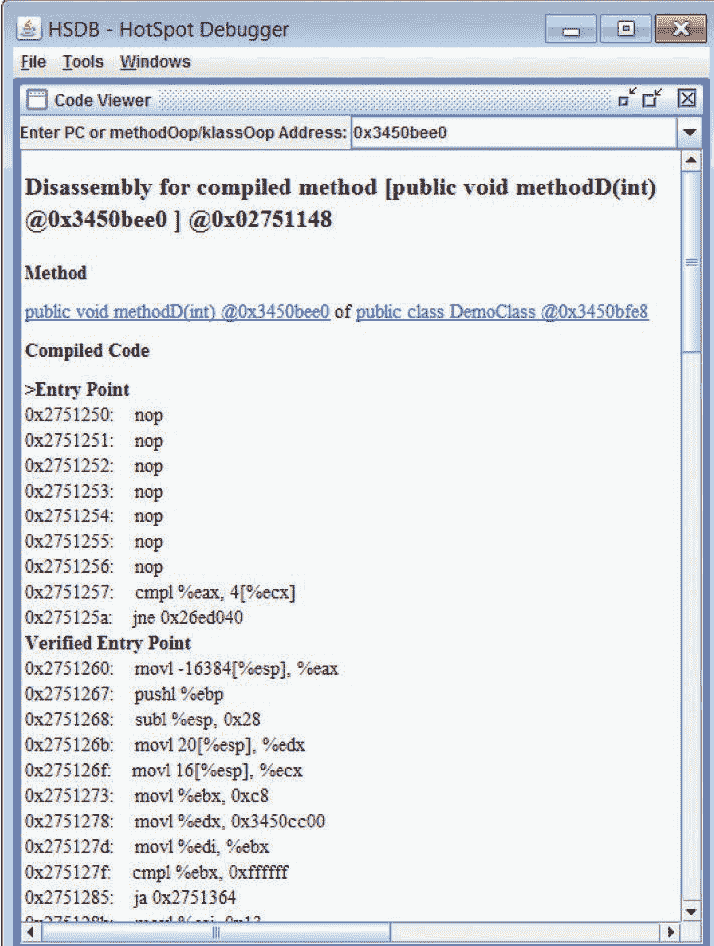 HSDB - HotSpot Debugger
File Tools Windows
Code Viewer
Enter PC or methodOop/klassOop Address: 0x3450bee0
Disassembly for compiled method [public void methodD(int)
@0x3450bee0 ] @0x02751148
Method
public void methodD(int) @0x3450bee0 of public class DemoClass @0x3450bfe8
Compiled Code
>Entry Point
0x2751250: nop
0x2751251: nop
0x2751252: nop
0x2751253: nop
0x2751254: nop
0x2751255: nop
0x2751256: nop
0x2751257: cmpl %eax, 4[%ecx]
0x275125a: jne 0x26ed040
Verified Entry Point
0x2751260: movl -16384[%esp], %eax
0x2751267: pushl %ebp
0x2751268: subl %esp, 0x28
0x275126b: movl 20[%esp], %edx
0x275126f: movl 16[%esp], %ecx
0x2751273: movl %ebx, 0xc8
0x2751278: movl %edx, 0x3450cc00
0x275127d: movl %edi, %ebx
0x275127f: cmpl %ebx, 0xffffff
0x2751285: ja 0x2751364